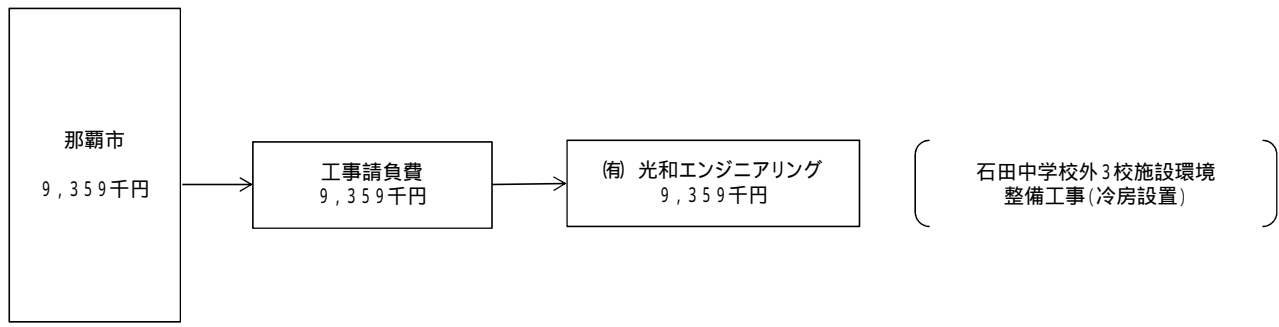 那覇市
9,359千円
工事請負費
9,359千円
㈲ 光和エンジニアリング
9,359千円
石田中学校外3校施設環境
整備工事(冷房設置)